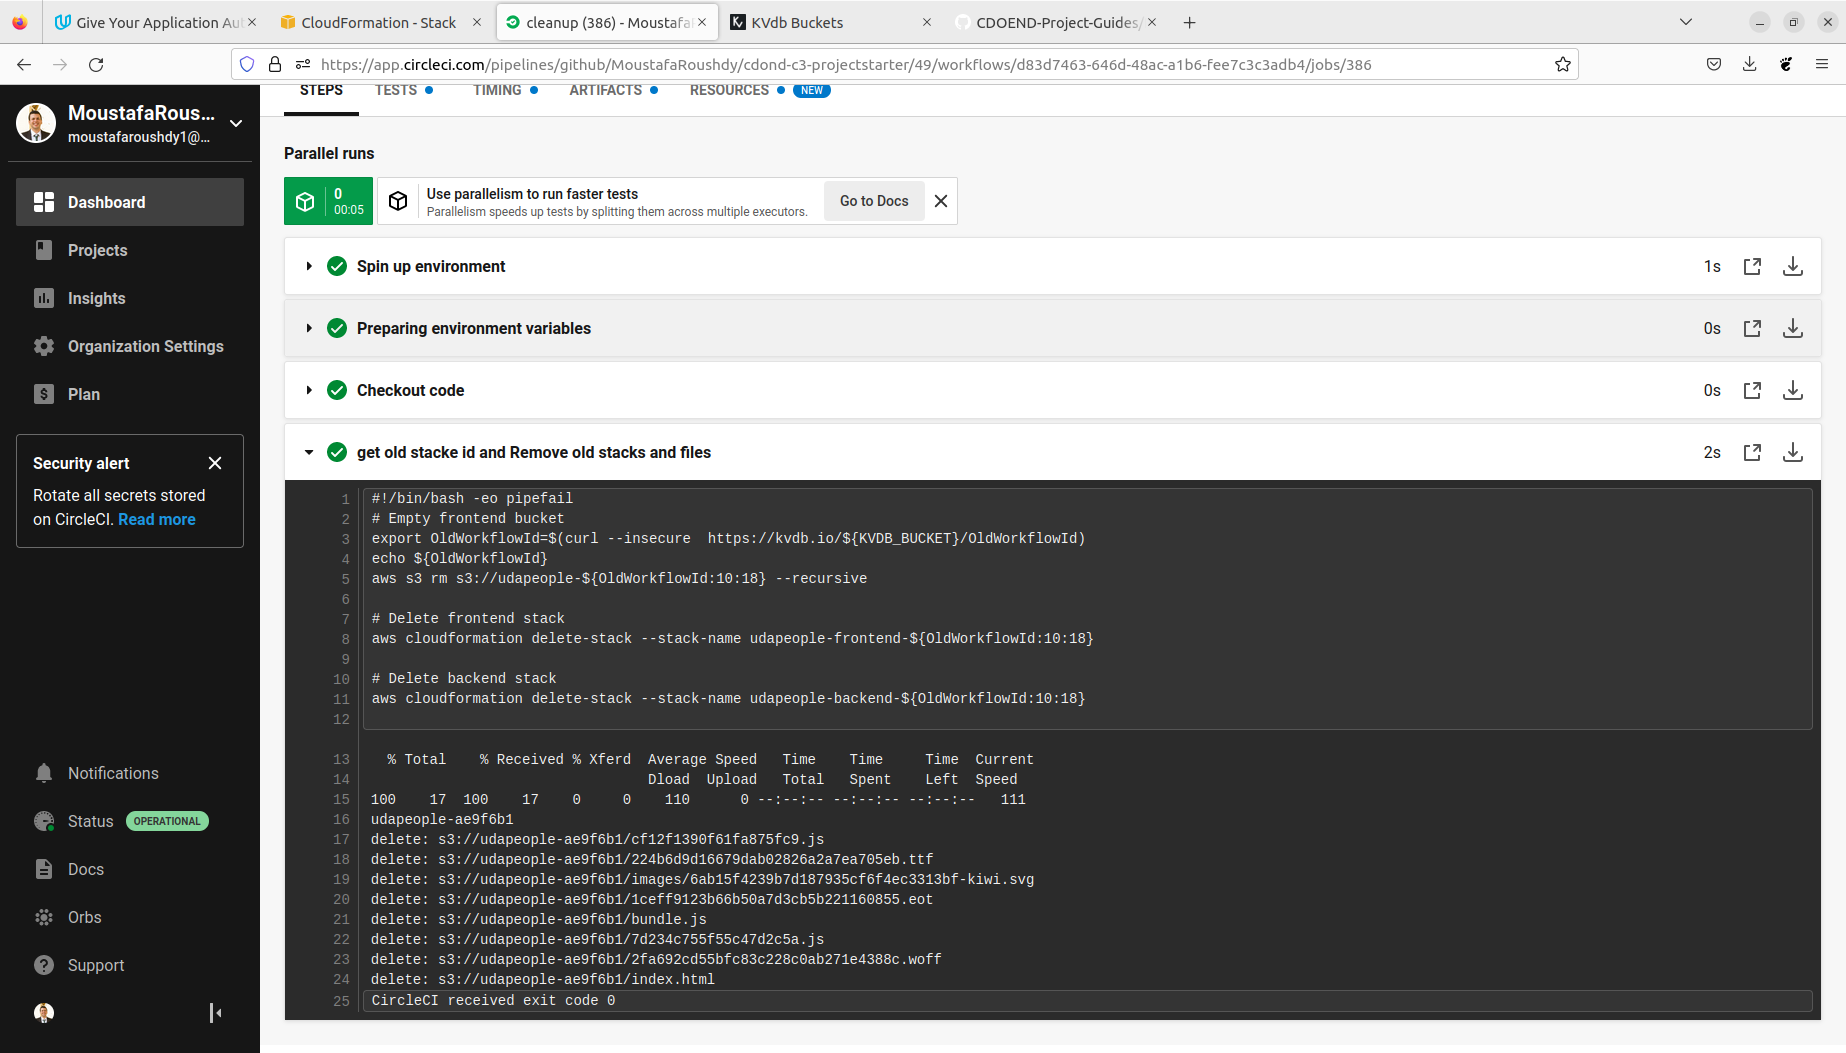 Give Your Application Au
CloudFormation - Stack
cleanup (386) - Moustafa
KVdb Buckets
CDOEND-Project-Guides/
https://app.circleci.com/pipelines/github/MoustafaRoushdy/cdond-c3-projectstarter/49/workflows/d83d7463-646d-48ac-a1b6-fee7c3c3adb4/jobs/386
MoustafaRous...
moustafaroushdy1@...
Dashboard
Projects
Insights
Organization Settings
Plan
Security alert
Rotate all secrets stored
on CircleCI. Read more
Notifications
Status OPERATIONAL
Docs
Orbs
Support
STEPS TESTS TIMING ARTIFACTS RESOURCES NEW
Parallel runs
0
00:05
Use parallelism to run faster tests
Parallelism speeds up tests by splitting them across multiple executors.
Go to Docs
Spin up environment 1s
Preparing environment variables 0s
Checkout code 0s
get old stacke id and Remove old stacks and files 2s
1 #!/bin/bash -eo pipefail
2 # Empty frontend bucket
3 export OldWorkflowId=$(curl --insecure  https://kvdb.io/${KVDB_BUCKET}/OldWorkflowId)
4 echo ${OldWorkflowId}
5 aws s3 rm s3://udapeople-${OldWorkflowId:10:18} --recursive
6
7 # Delete frontend stack
8 aws cloudformation delete-stack --stack-name udapeople-frontend-${OldWorkflowId:10:18}
9
10 # Delete backend stack
11 aws cloudformation delete-stack --stack-name udapeople-backend-${OldWorkflowId:10:18}
12
13   % Total    % Received % Xferd  Average Speed   Time    Time     Time  Current
14                                  Dload  Upload   Total   Spent    Left  Speed
15 100    17  100    17    0     0    110      0 --:--:-- --:--:-- --:--:--   111
16 udapeople-ae9f6b1
17 delete: s3://udapeople-ae9f6b1/cf12f1390f61fa875fc9.js
18 delete: s3://udapeople-ae9f6b1/224b6d9d16679dab02826a2a7ea705eb.ttf
19 delete: s3://udapeople-ae9f6b1/images/6ab15f4239b7d187935cf6f4ec3313bf-kiwi.svg
20 delete: s3://udapeople-ae9f6b1/1ceff9123b66b50a7d3cb5b221160855.eot
21 delete: s3://udapeople-ae9f6b1/bundle.js
22 delete: s3://udapeople-ae9f6b1/7d234c755f55c47d2c5a.js
23 delete: s3://udapeople-ae9f6b1/2fa692cd55bfc83c228c0ab271e4388c.woff
24 delete: s3://udapeople-ae9f6b1/index.html
25 CircleCI received exit code 0